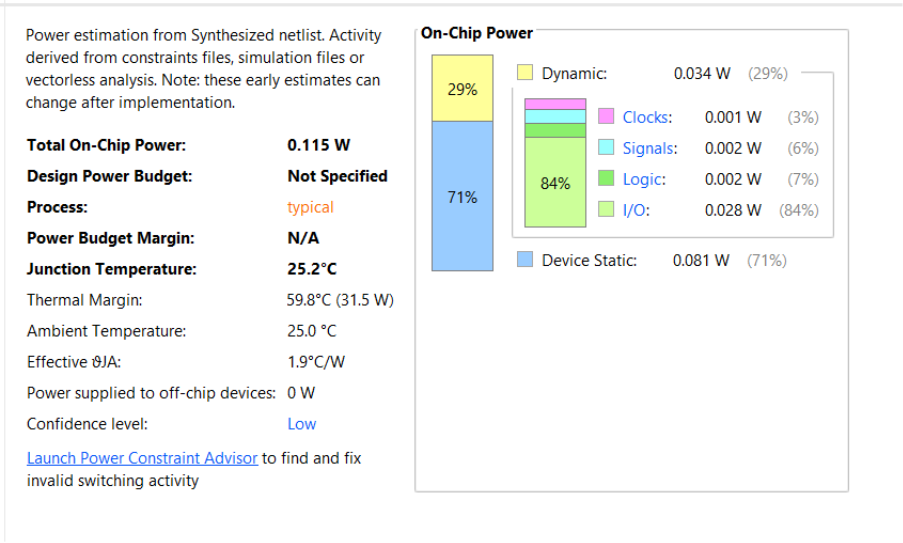 Power estimation from Synthesized netlist. Activity
derived from constraints files, simulation files or
vectorless analysis. Note: these early estimates can
change after implementation.
Total On-Chip Power: 0.115 W
Design Power Budget: Not Specified
Process: typical
Power Budget Margin: N/A
Junction Temperature: 25.2°C
Thermal Margin: 59.8°C (31.5 W)
Ambient Temperature: 25.0 °C
Effective ϑJA: 1.9°C/W
Power supplied to off-chip devices: 0 W
Confidence level: Low
Launch Power Constraint Advisor to find and fix
invalid switching activity
On-Chip Power
29%
71%
Dynamic: 0.034 W (29%)
84%
Clocks: 0.001 W (3%)
Signals: 0.002 W (6%)
Logic: 0.002 W (7%)
I/O: 0.028 W (84%)
Device Static: 0.081 W (71%)